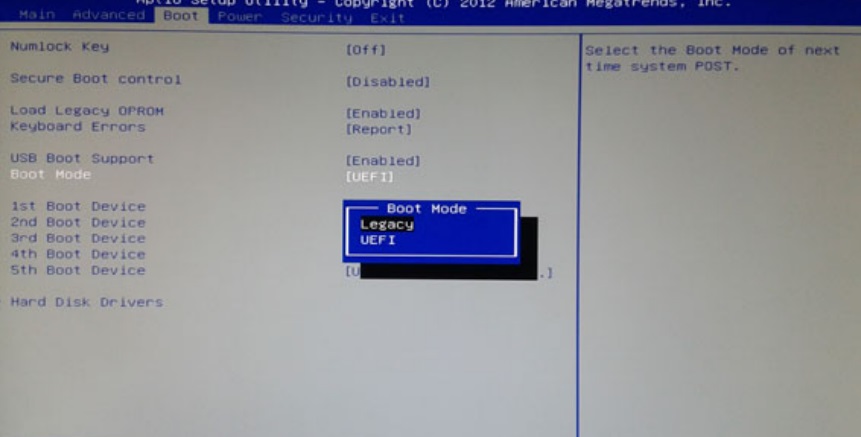 Aptio Setup Utility - Copyright (C) 2012 American Megatrends, Inc.
Main Advanced Boot Power Security Exit
Numlock Key [Off]
Secure Boot control [Disabled]
Load Legacy OPROM [Enabled]
Keyboard Errors [Report]
USB Boot Support [Enabled]
Boot Mode [UEFI]
1st Boot Device
2nd Boot Device
3rd Boot Device
4th Boot Device
5th Boot Device [U .]
Hard Disk Drivers
Boot Mode
Legacy
UEFI
Select the Boot Mode of next
time system POST.